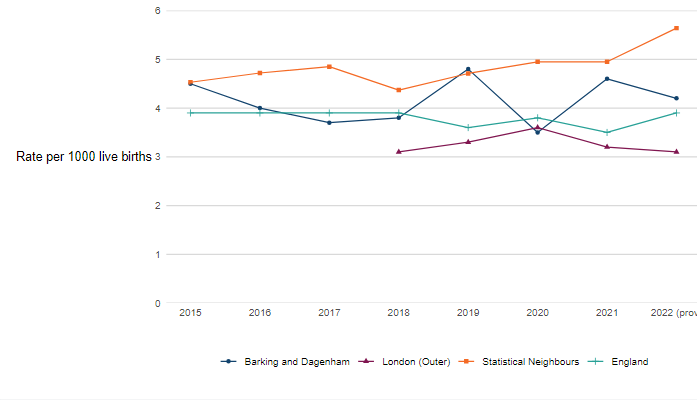 6
5
4
Rate per 1000 live births 3
2
1
0
2015 2016 2017 2018 2019 2020 2021 2022 (prov
Barking and Dagenham London (Outer) Statistical Neighbours England